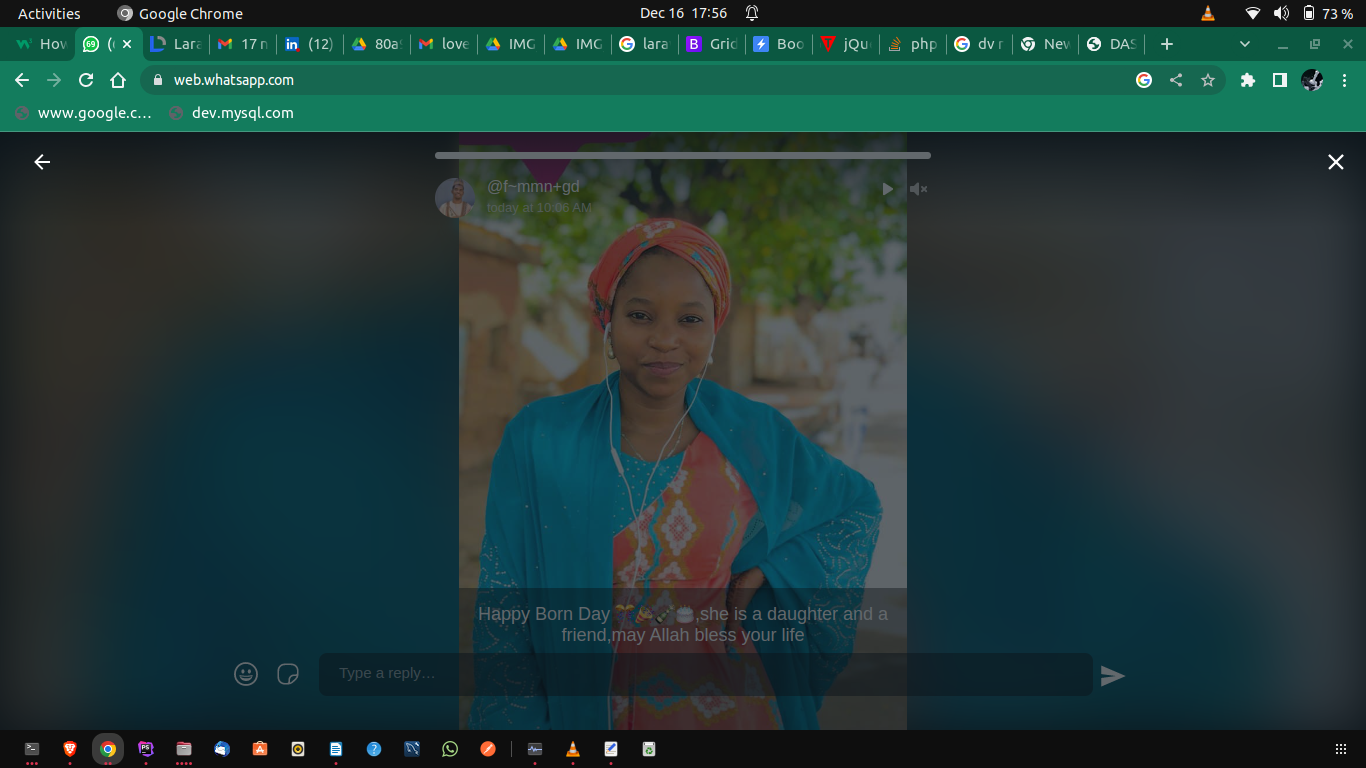 Activities
Google Chrome
Dec 16 17:56
73 %
How
69
(
Lara
17 n
(12)
80a
love
IMG
IMG
lara
Grid
Boo
jQu
php
dv r
New
DAS
web.whatsapp.com
www.google.c...
dev.mysql.com
@f~mmn+gd
today at 10:06 AM
Happy Born Day 🎊🎉🍾🎂,she is a daughter and a
friend,may Allah bless your life
Type a reply...